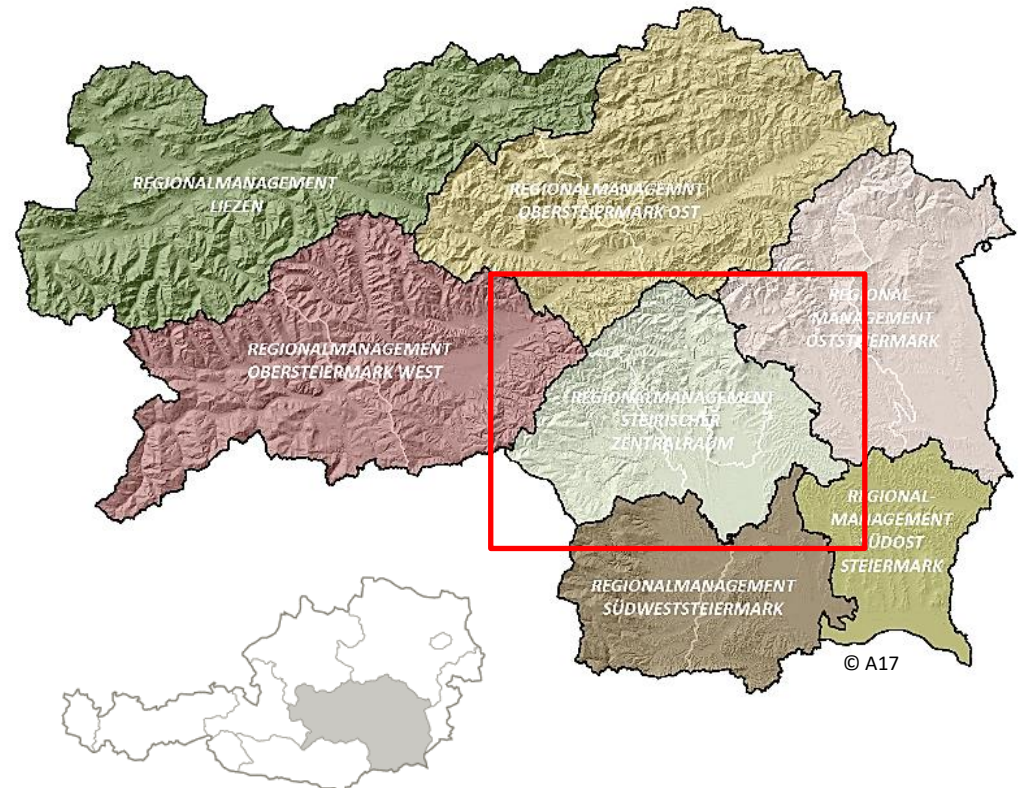 REGIONALMANAGEMENT
LIEZEN
REGIONALMANAGEMNT
OBERSTEIERMARK OST
REGIONAL-
MANAGEMENT
OSTSTEIERMARK
REGIONALMANAGEMENT
OBERSTEIERMARK WEST
REGIONALMANAGEMENT
STEIRISCHER
ZENTRALRAUM
REGIONAL-
MANAGEMENT
SÜDOST
STEIERMARK
REGIONALMANAGEMENT
SÜDWESTSTEIERMARK
© A17